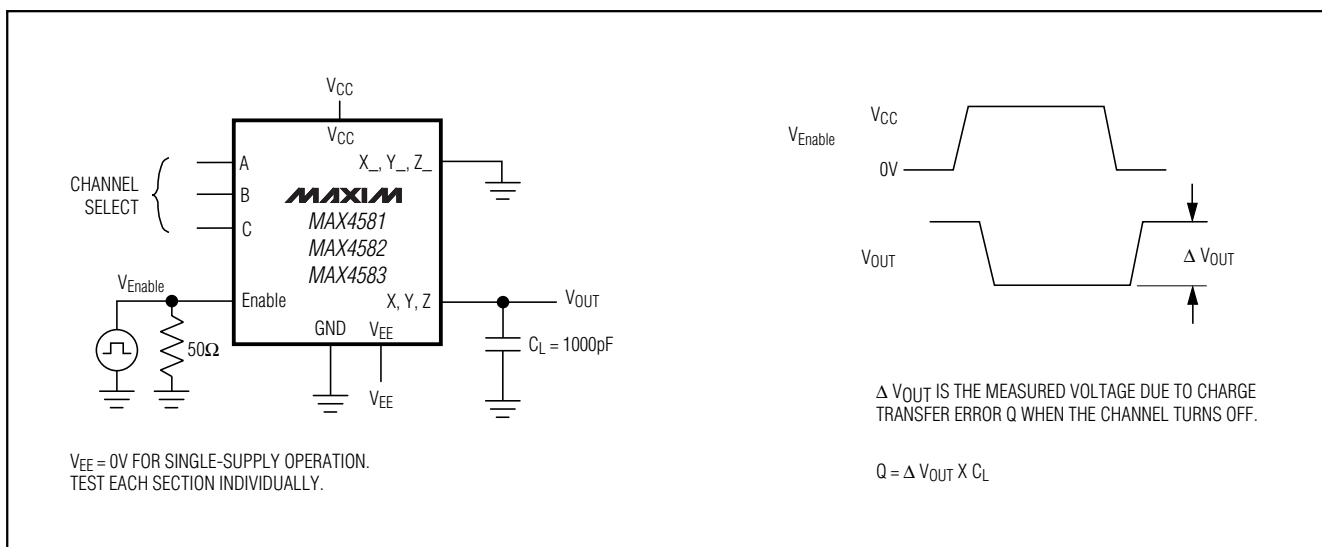 VCC
VCC
A
X_, Y_, Z_
CHANNEL
SELECT
B
MAXIM
C
MAX4581
MAX4582
MAX4583
VEnable
Enable
X, Y, Z
VOUT
GND
VEE
50Ω
CL = 1000pF
VEE
VEE = 0V FOR SINGLE-SUPPLY OPERATION.
TEST EACH SECTION INDIVIDUALLY.
VCC
VEnable
0V
VOUT
Δ VOUT
Δ VOUT IS THE MEASURED VOLTAGE DUE TO CHARGE
TRANSFER ERROR Q WHEN THE CHANNEL TURNS OFF.
Q = Δ VOUT X CL